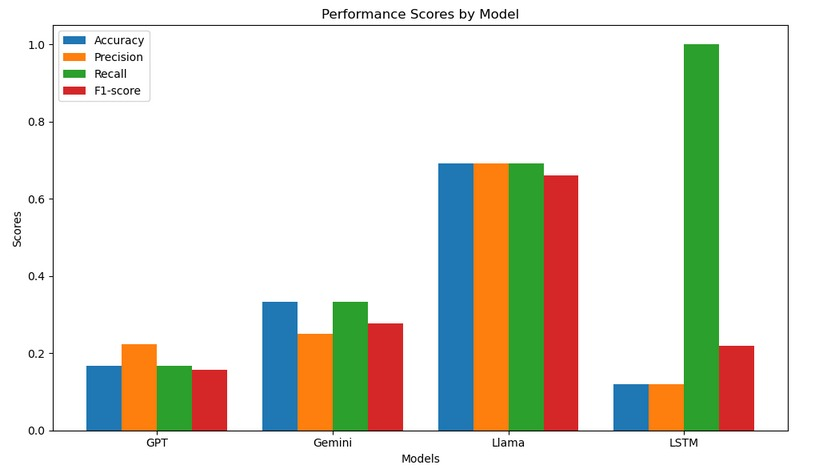 Performance Scores by Model
Accuracy
Precision
Recall
F1-score
1.0
0.8
0.6
0.4
0.2
0.0
Scores
GPT
Gemini
Llama
LSTM
Models